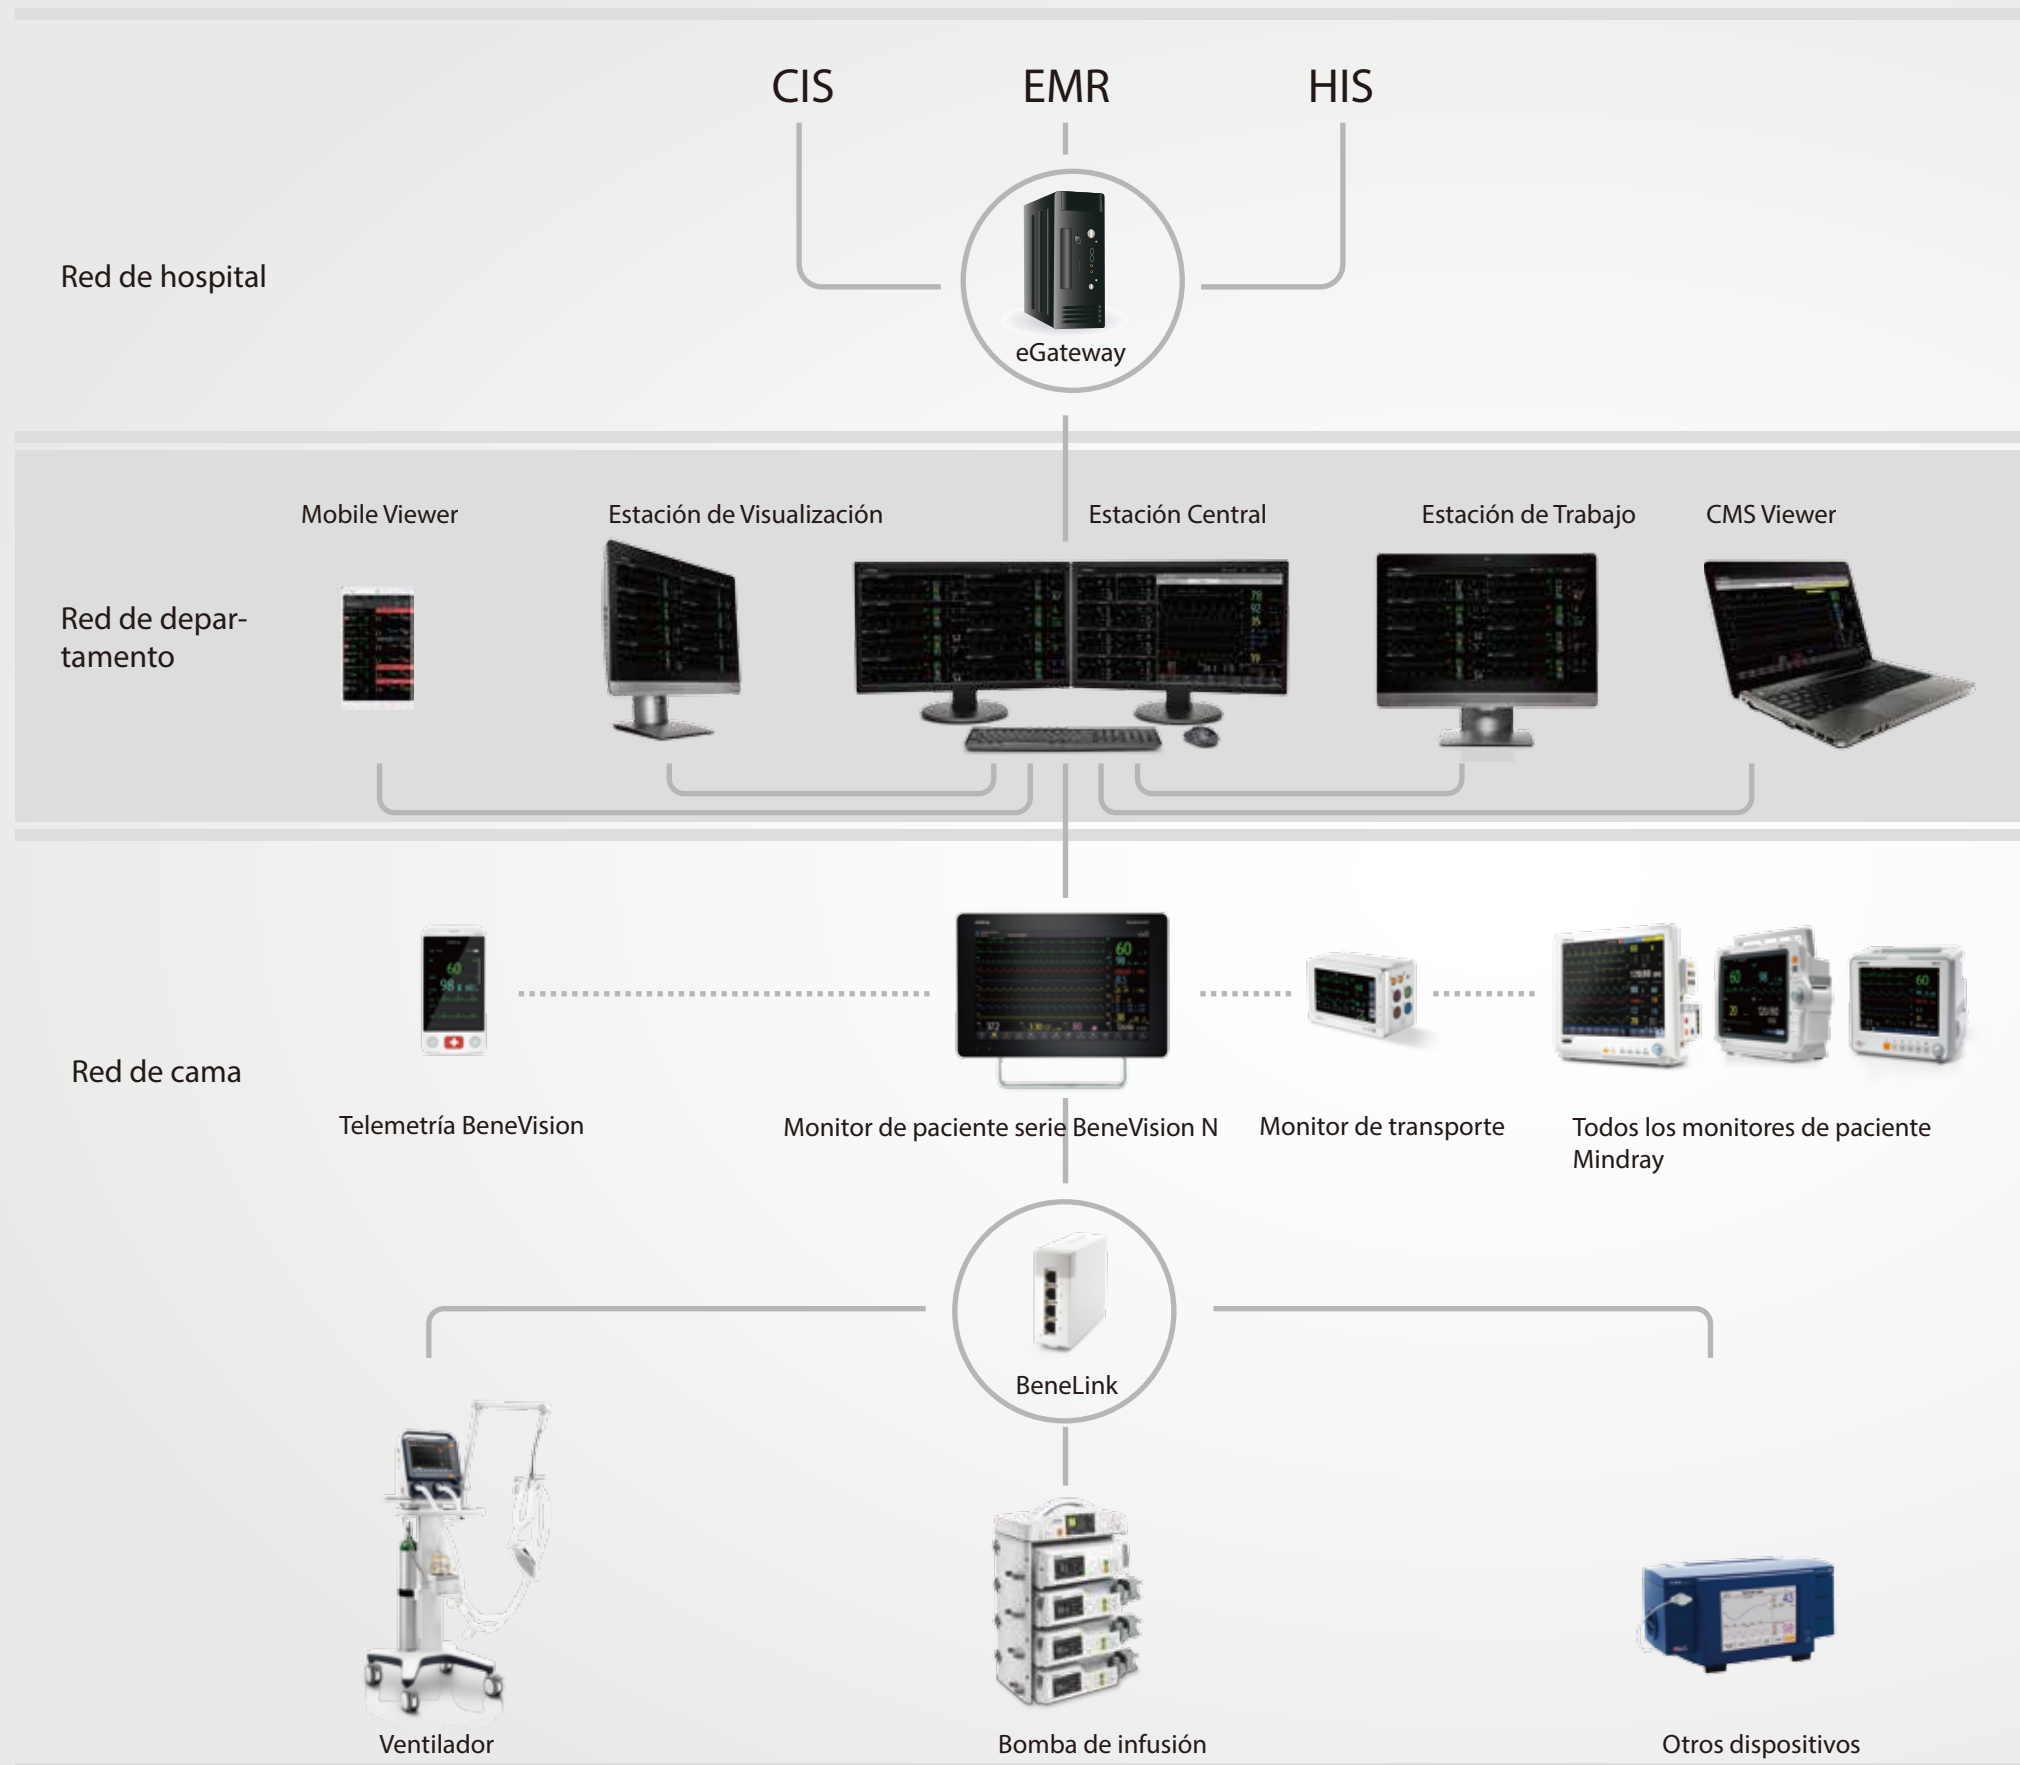 CIS EMR HIS
Red de hospital
eGateway
Mobile Viewer
Estación de Visualización
Estación Central
Estación de Trabajo
CMS Viewer
Red de depar-
tamento
Red de cama
Telemetría BeneVision
Monitor de paciente serie BeneVision N
Monitor de transporte
Todos los monitores de paciente
Mindray
BeneLink
Ventilador
Bomba de infusión
Otros dispositivos